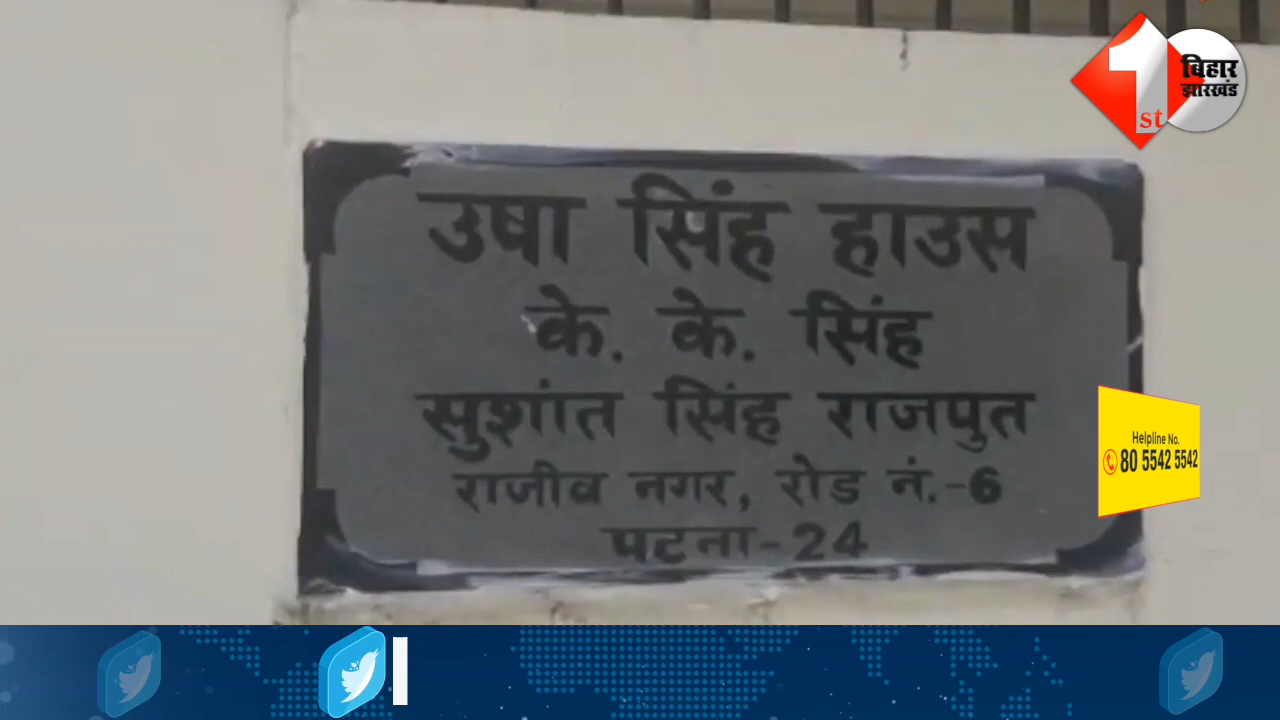 1st
बिहार
झारखंड
उषा सिंह हाउस
के. के. सिंह
सुशांत सिंह राजपुत
राजीव नगर, रोड नं.-6
पटना-24
Helpline No.
80 5542 5542